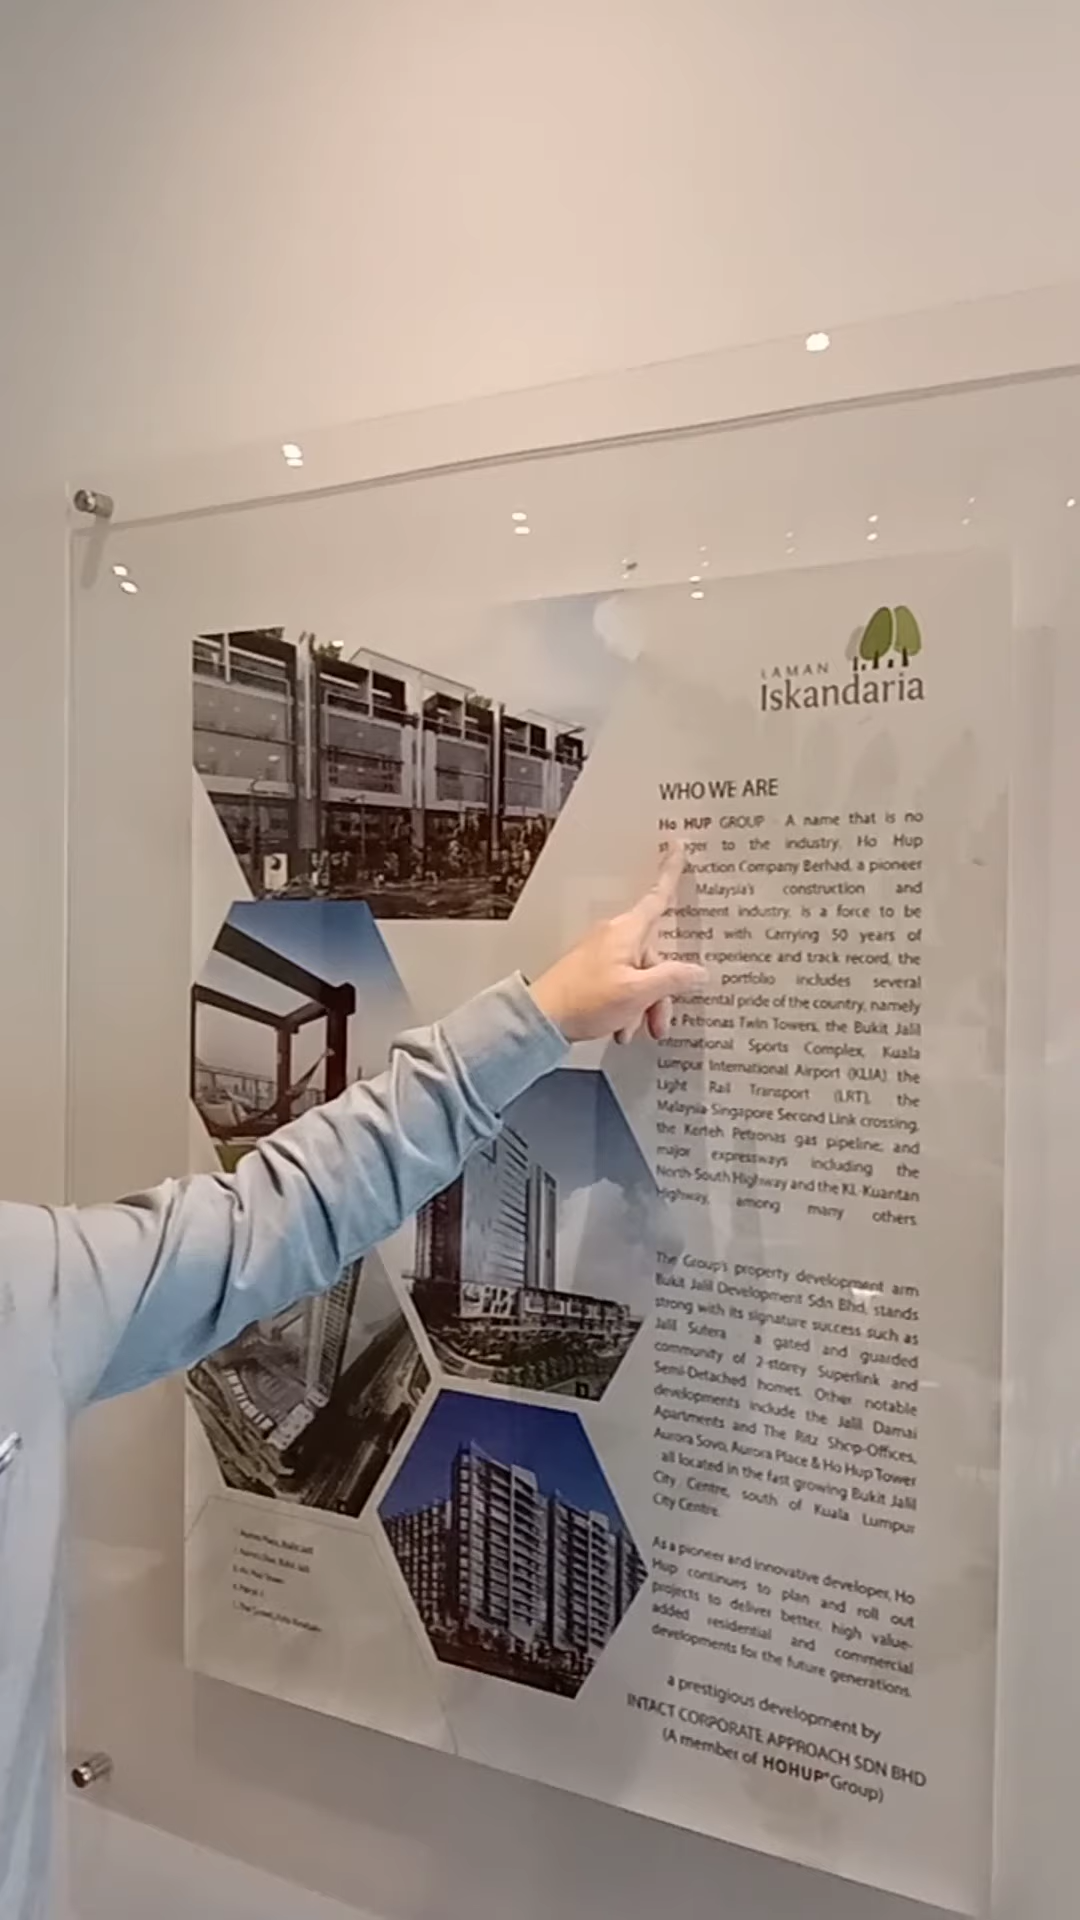 LAMAN
Iskandaria
WHO WE ARE
Ho HUP GROUP - A name that is no
to the industry, Ho Hup
Company Berhad, a pioneer
Malaysia's construction and
industry, is a force to be
reckoned with. Carrying 50 years of
experience and track record, the
portfolio includes several
pride of the country, namely
Petronas Twin Towers, the Bukit Jalil
International Sports Complex, Kuala
Lumpur International Airport (KLIA), the
Light Rail Transport (LRT), the
Malaysia-Singapore Second Link crossing,
the Kerteh Petronas gas pipeline; and
major expressways including the
North-South Highway and the KL-Kuantan
Highway, among many others.
The Group's property development arm
Bukit Jalil Development Sdn Bhd, stands
strong with its signature success such as
Jalil Sutera - a gated and guarded
community of 2-storey Superlink and
Semi-Detached homes. Other notable
developments include the Jalil Damai
Apartments and The Ritz Shop-Offices,
Aurora Sovo, Aurora Place & Ho Hup Tower
all located in the fast growing Bukit Jalil
City Centre, south of Kuala Lumpur
City Centre.
As a pioneer and innovative developer, Ho
Hup continues to plan and roll out
projects to deliver better, high value-
added residential and commercial
developments for the future generations.
a prestigious development by
INTACT CORPORATE APPROACH SDN BHD
(A member of HOHUP Group)